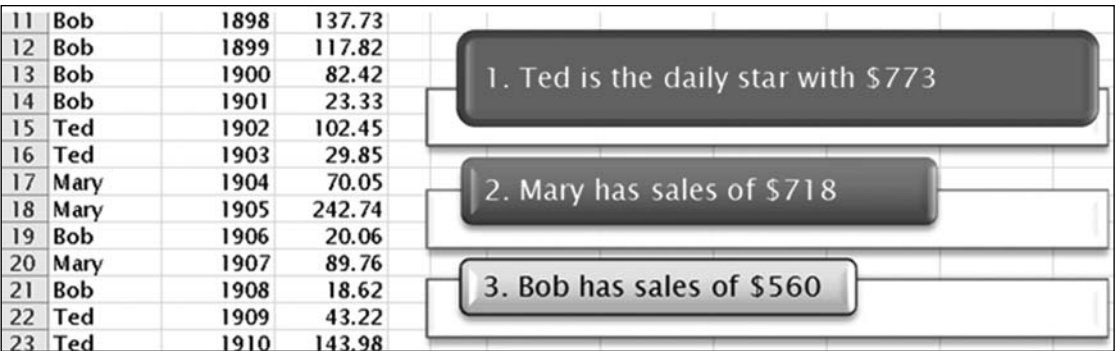 11 Bob 1898 137.73
12 Bob 1899 117.82
13 Bob 1900 82.42
14 Bob 1901 23.33
15 Ted 1902 102.45
16 Ted 1903 29.85
17 Mary 1904 70.05
18 Mary 1905 242.74
19 Bob 1906 20.06
20 Mary 1907 89.76
21 Bob 1908 18.62
22 Ted 1909 43.22
23 Ted 1910 143.98
1. Ted is the daily star with $773
2. Mary has sales of $718
3. Bob has sales of $560